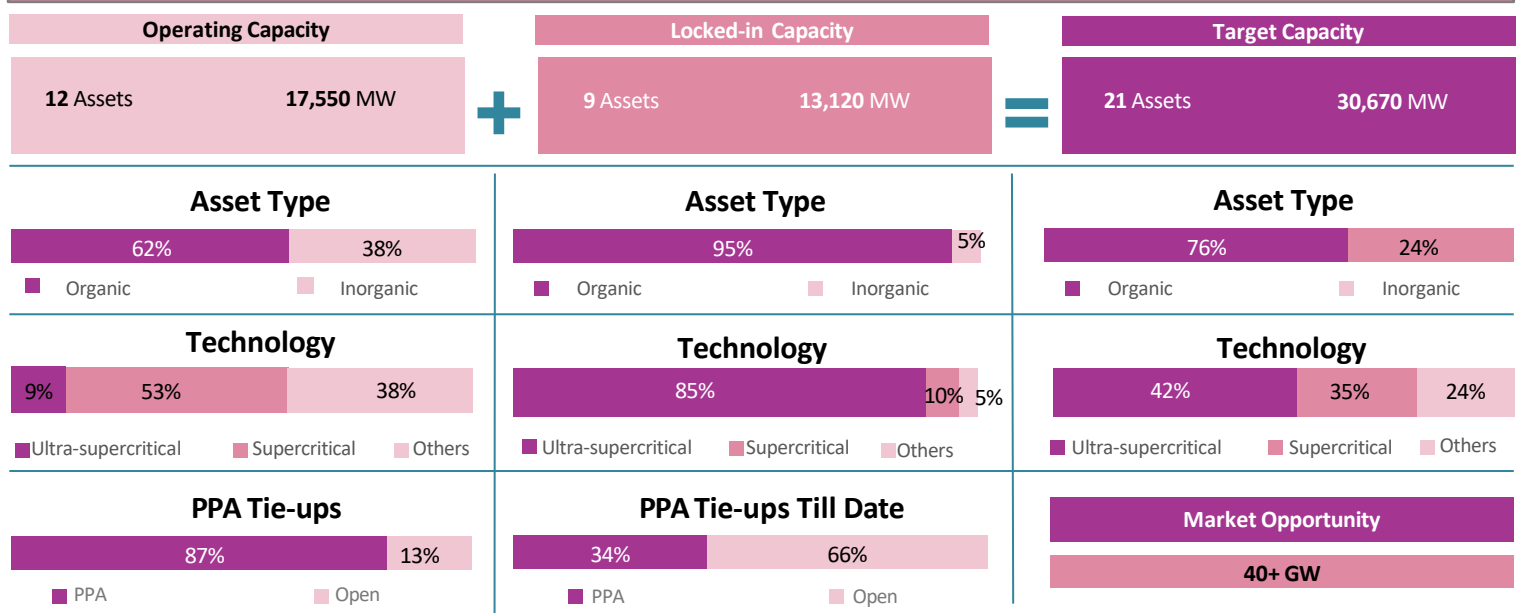 Operating Capacity
Locked-in Capacity
Target Capacity
12 Assets 17,550 MW
+
9 Assets 13,120 MW
=
21 Assets 30,670 MW
Asset Type
62% 38%
Organic Inorganic
Asset Type
95% 5%
Organic Inorganic
Asset Type
76% 24%
Organic Inorganic
Technology
9% 53% 38%
Ultra-supercritical Supercritical Others
Technology
85% 10% 5%
Ultra-supercritical Supercritical Others
Technology
42% 35% 24%
Ultra-supercritical Supercritical Others
PPA Tie-ups
87% 13%
PPA Open
PPA Tie-ups Till Date
34% 66%
PPA Open
Market Opportunity
40+ GW